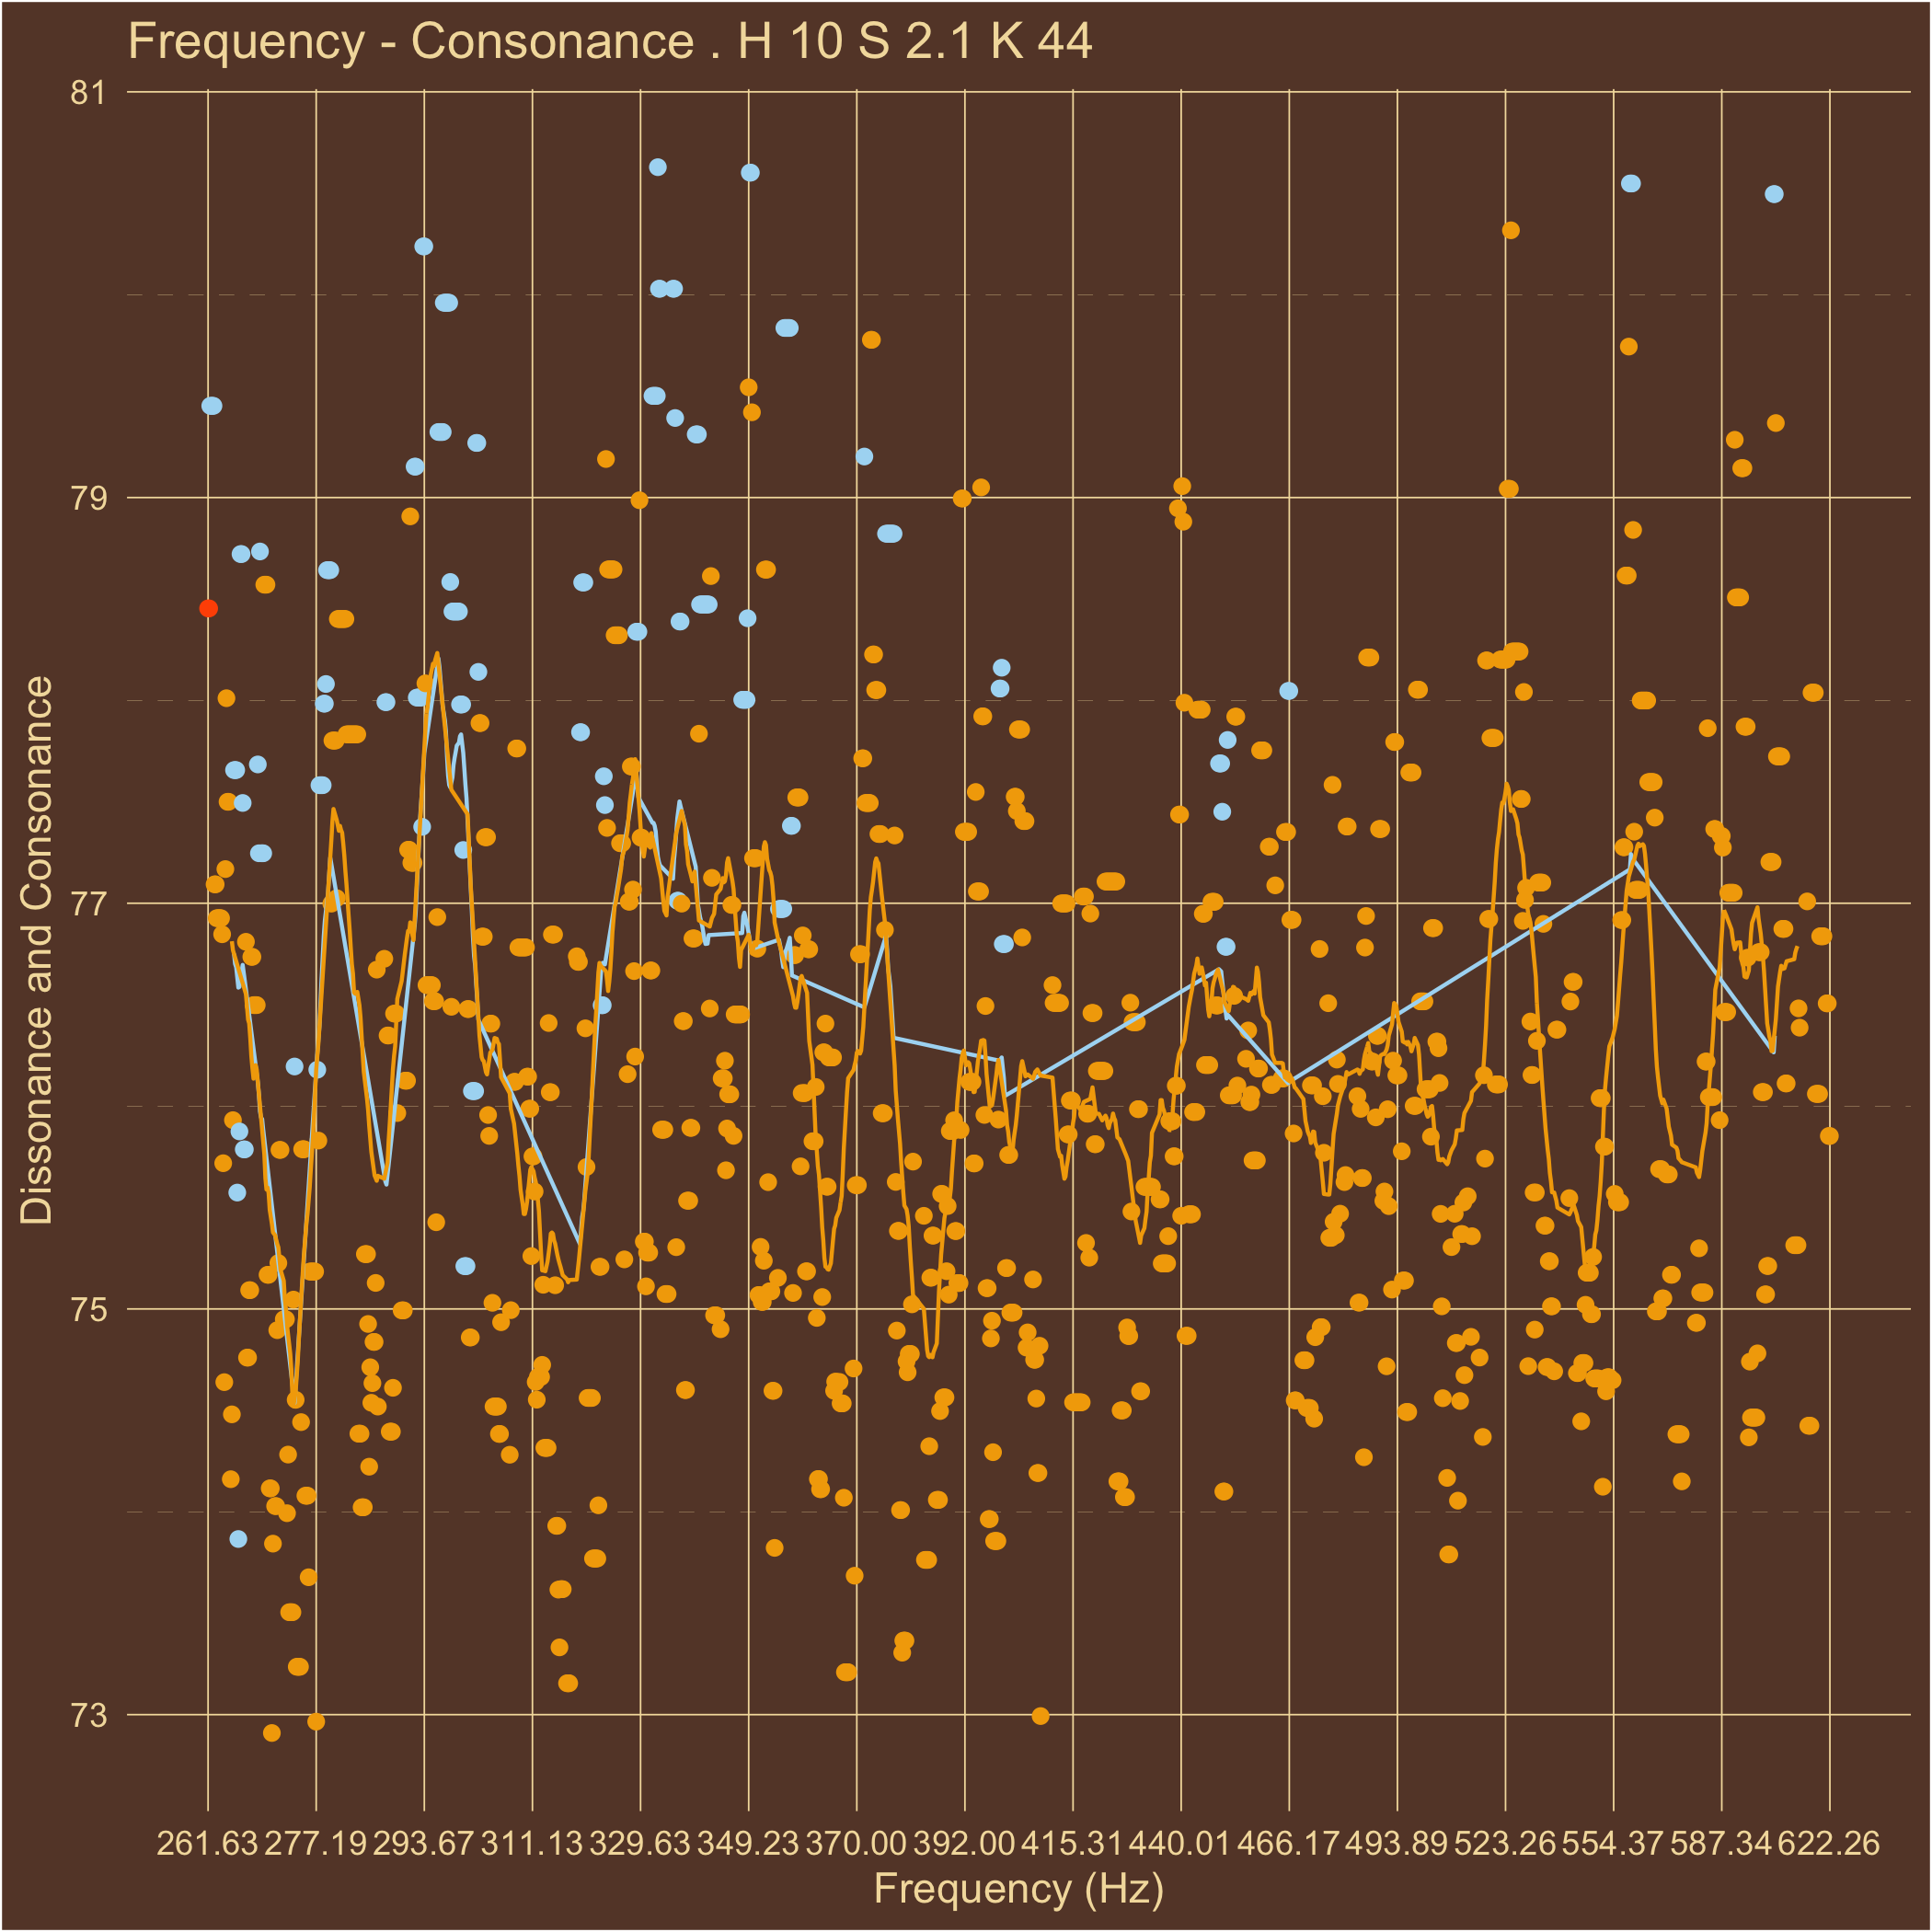 Frequency - Consonance . H 10 S 2.1 K 44
81
79
77
75
73
Dissonance and Consonance
261.63 277.19 293.67 311.13 329.63 349.23 370.00 392.00 415.31 440.01 466.17 493.89 523.26 554.37 587.34 622.26
Frequency (Hz)